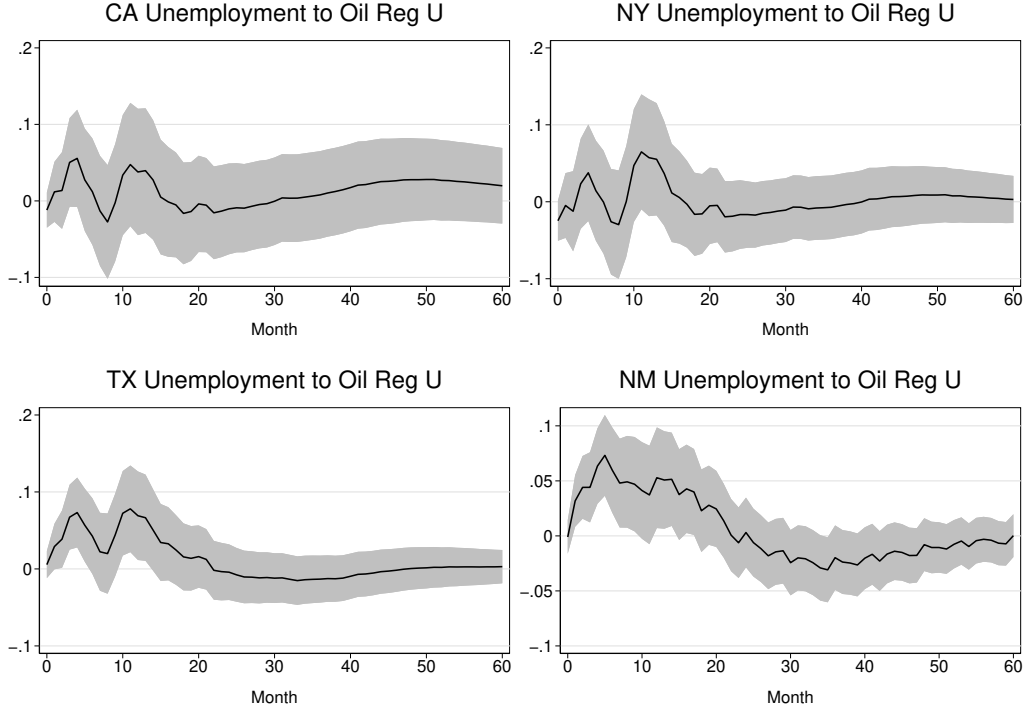 CA Unemployment to Oil Reg U
.2
.1
0
−.1
0 10 20 30 40 50 60
Month
NY Unemployment to Oil Reg U
.2
.1
0
−.1
0 10 20 30 40 50 60
Month
TX Unemployment to Oil Reg U
.2
.1
0
−.1
0 10 20 30 40 50 60
Month
NM Unemployment to Oil Reg U
.1
.05
0
−.05
−.1
0 10 20 30 40 50 60
Month